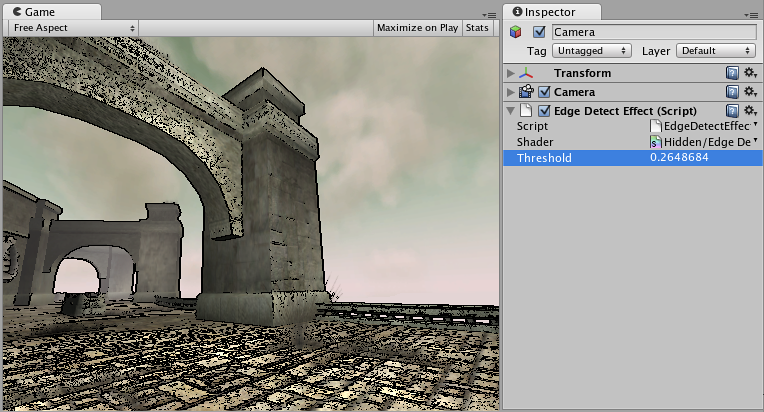 Game
Free Aspect
Maximize on Play
Stats
Inspector
Camera
Tag Untagged Layer Default
Transform
Camera
Edge Detect Effect (Script)
Script EdgeDetectEffec
Shader Hidden/Edge De
Threshold 0.2648684